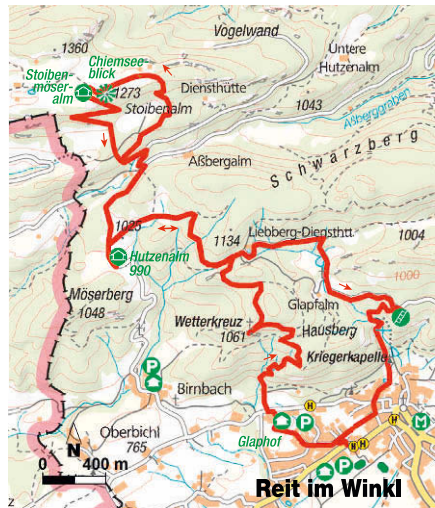 Vogelwand
1360
Chiemsee-
blick
Stoiben-
möser-
alm
1273
Stoibenalm
Diensthütte
Untere
Hutzenalm
1043
Aßberggraben
Aßbergalm
Schwarzberg
1025
1134
Liebberg-Diensthtt
1004
Hutzenalm
990
1000
Möserberg
1048
Glapfalm
Wetterkreuz
1061
Hausberg
Kriegerkapelle
P
Birnbach
H
P
Glaphof
M
Oberbichl
765
H
H
N
0 400 m
P
P
Reit im Winkl
z